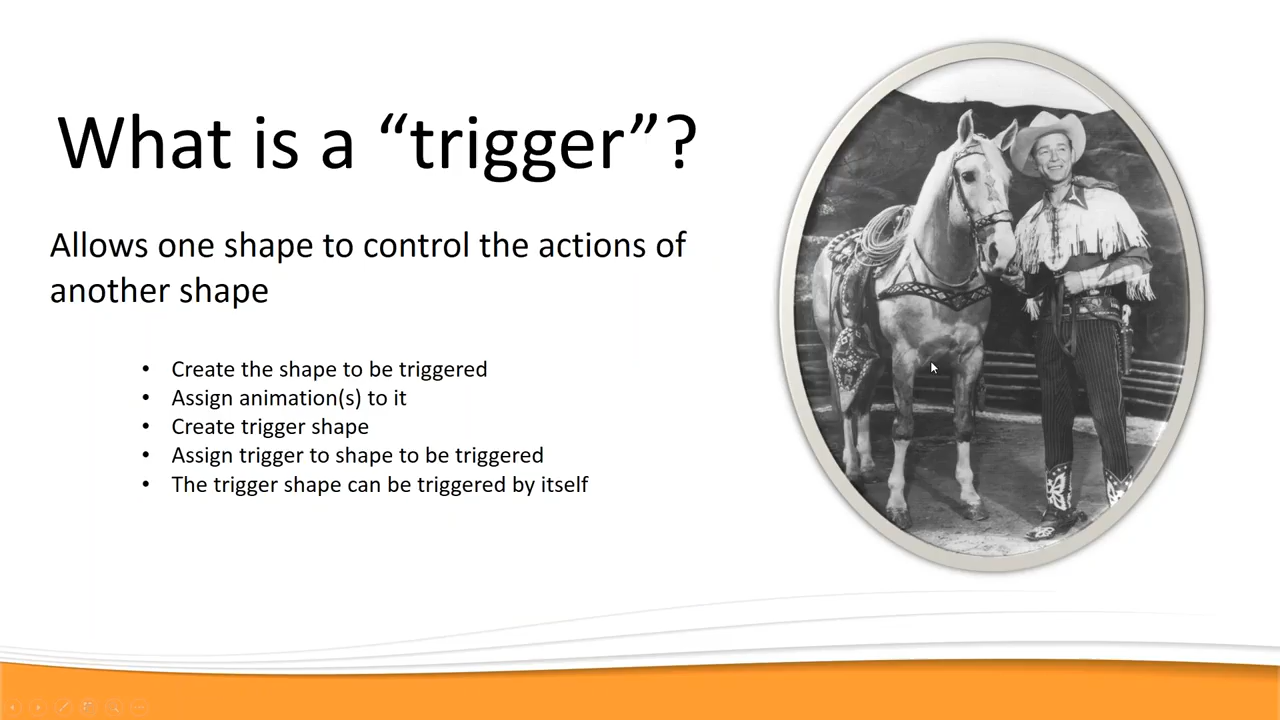 What is a “trigger”?
Allows one shape to control the actions of
another shape
• Create the shape to be triggered
• Assign animation(s) to it
• Create trigger shape
• Assign trigger to shape to be triggered
• The trigger shape can be triggered by itself